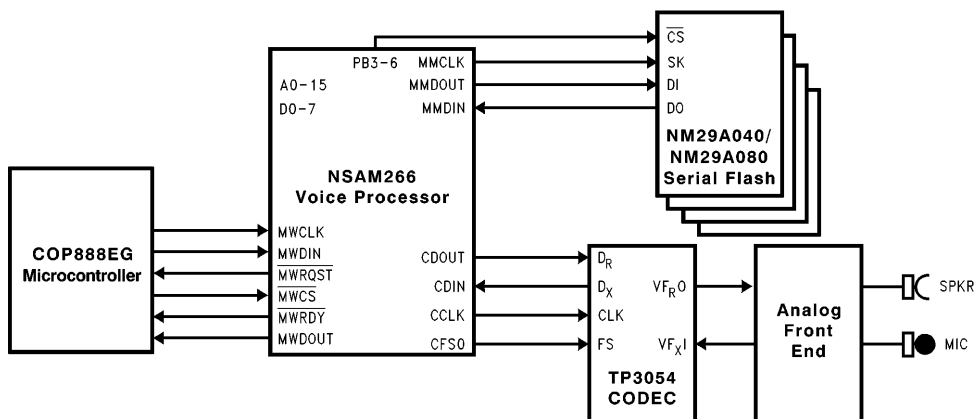 COP888EG
Microcontroller
PB3-6
A0-15
D0-7
MMCLK
MMDOUT
MMDIN
NSAM266
Voice Processor
MWCLK
MWDIN
MWRQST
MWCS
MWRDY
MWDOUT
CDOUT
CDIN
CCLK
CFS0
CS
SK
DI
DO
NM29A040/
NM29A080
Serial Flash
DR
DX
CLK
FS
VFRO
VFXI
TP3054
CODEC
Analog
Front
End
SPKR
MIC